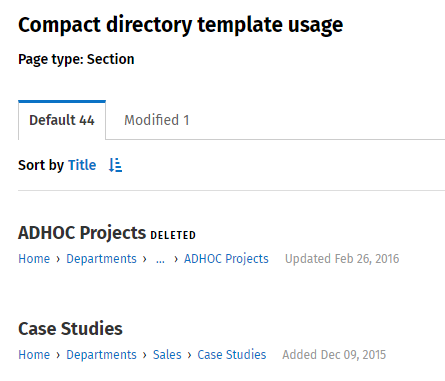 Compact directory template usage
Page type: Section
Default 44 Modified 1
Sort by Title
ADHOC Projects DELETED
Home › Departments › ... › ADHOC Projects Updated Feb 26, 2016
Case Studies
Home › Departments › Sales › Case Studies Added Dec 09, 2015